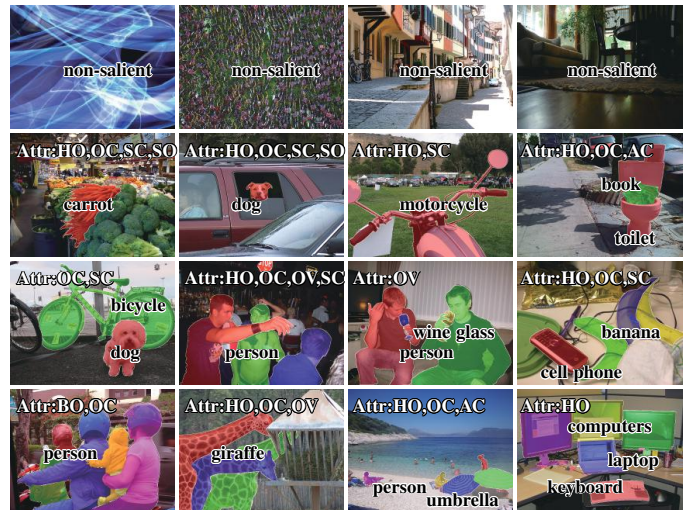 non-salient
non-salient
non-salient
non-salient
Attr:HO,OC,SC,SO
carrot
Attr:HO,OC,SC,SO
dog
Attr:HO,SC
motorcycle
Attr:HO,OC,AC
book
toilet
Attr:OC,SC
bicycle
dog
Attr:HO,OC,OV,SC
person
Attr:OV
wine glass
person
Attr:HO,OC,SC
banana
cell phone
Attr:BO,OC
person
Attr:HO,OC,OV
giraffe
Attr:HO,OC,AC
person
umbrella
Attr:HO
computers
laptop
keyboard